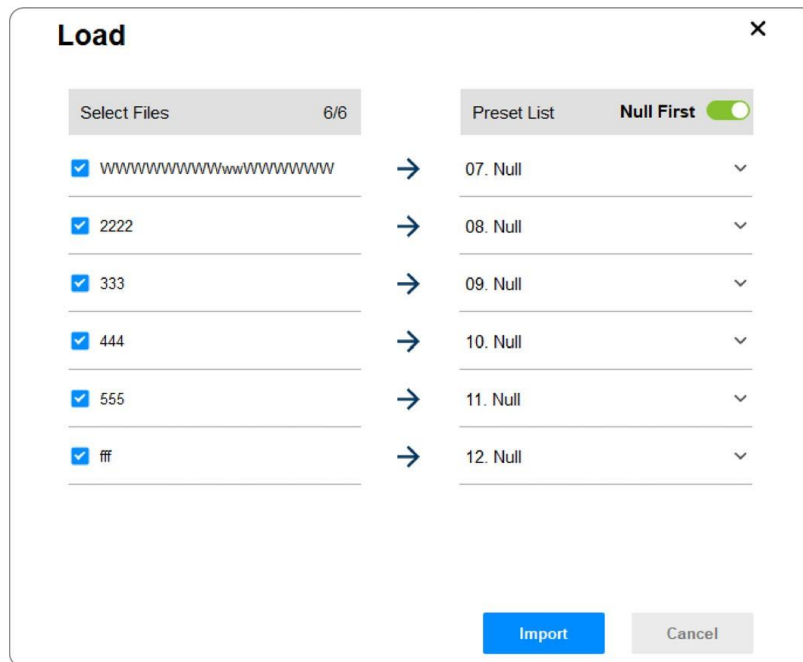 Load
Select Files 6/6
Preset List Null First
WWWWWWWWwwWWWWWW 07. Null
2222 08. Null
333 09. Null
444 10. Null
555 11. Null
fff 12. Null
Import Cancel